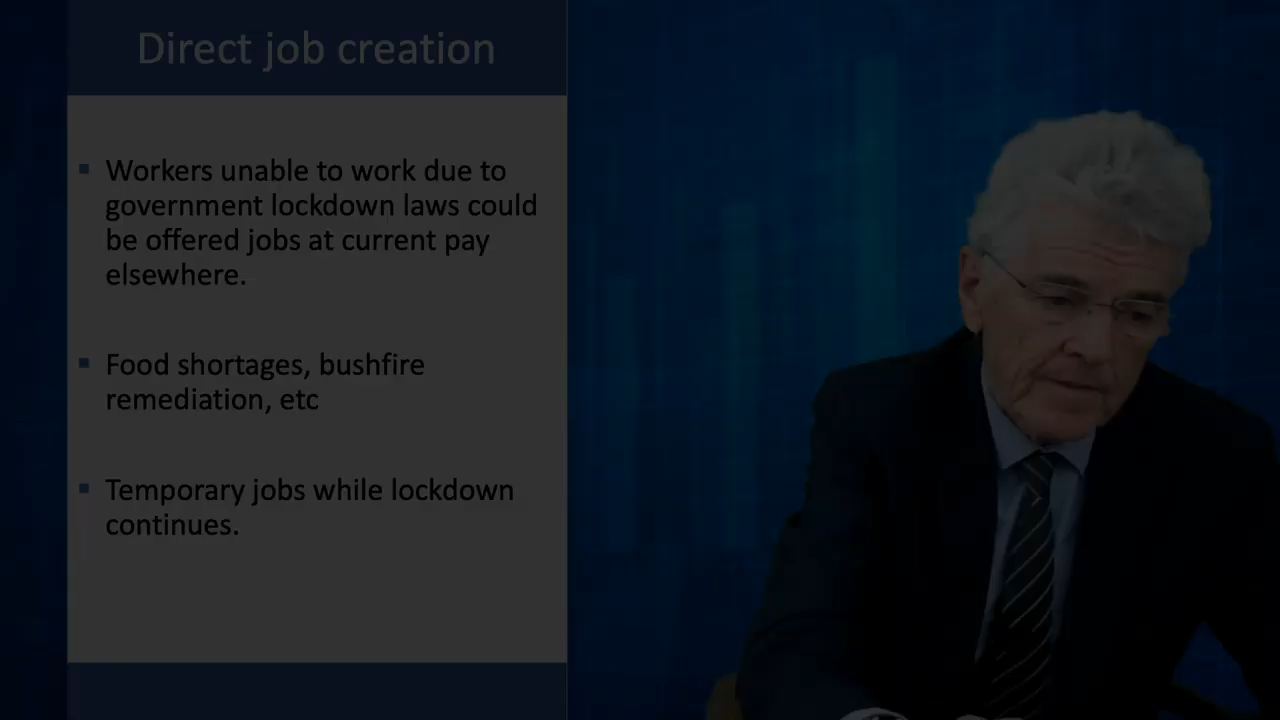 Direct job creation
Workers unable to work due to
government lockdown laws could
be offered jobs at current pay
elsewhere.
Food shortages, bushfire
remediation, etc
Temporary jobs while lockdown
continues.